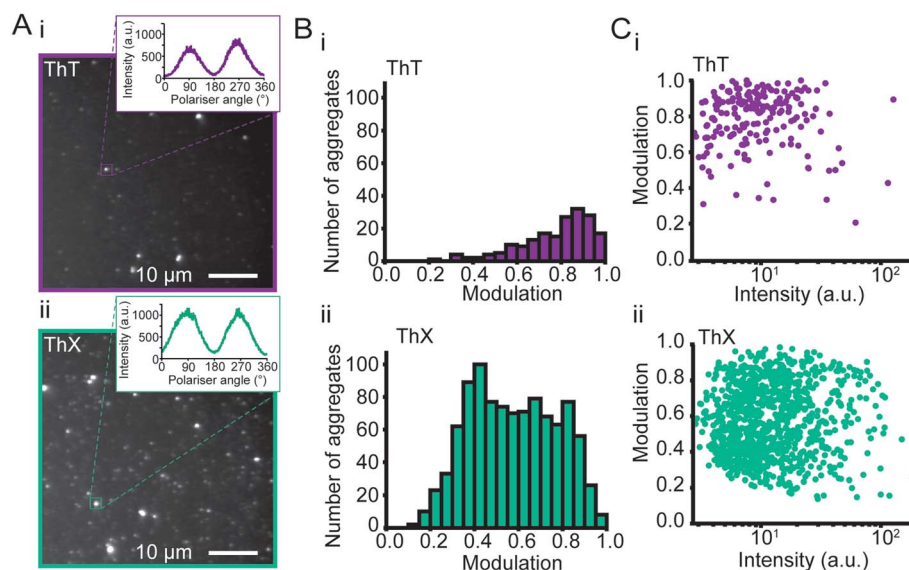 A
i
ThT
Intensity (a.u.)
1000
500
0
0 90 180 270 360
Polariser angle (°)
10 µm
ii
ThX
Intensity (a.u.)
1000
500
0
0 90 180 270 360
Polariser angle (°)
10 µm
B
i
ThT
Number of aggregates
100
80
60
40
20
0
0.0 0.2 0.4 0.6 0.8 1.0
Modulation
ii
ThX
Number of aggregates
100
80
60
40
20
0
0.0 0.2 0.4 0.6 0.8 1.0
Modulation
C
i
ThT
Modulation
1.0
0.8
0.6
0.4
0.2
0.0
10¹ 10²
Intensity (a.u.)
ii
ThX
Modulation
1.0
0.8
0.6
0.4
0.2
0.0
10¹ 10²
Intensity (a.u.)